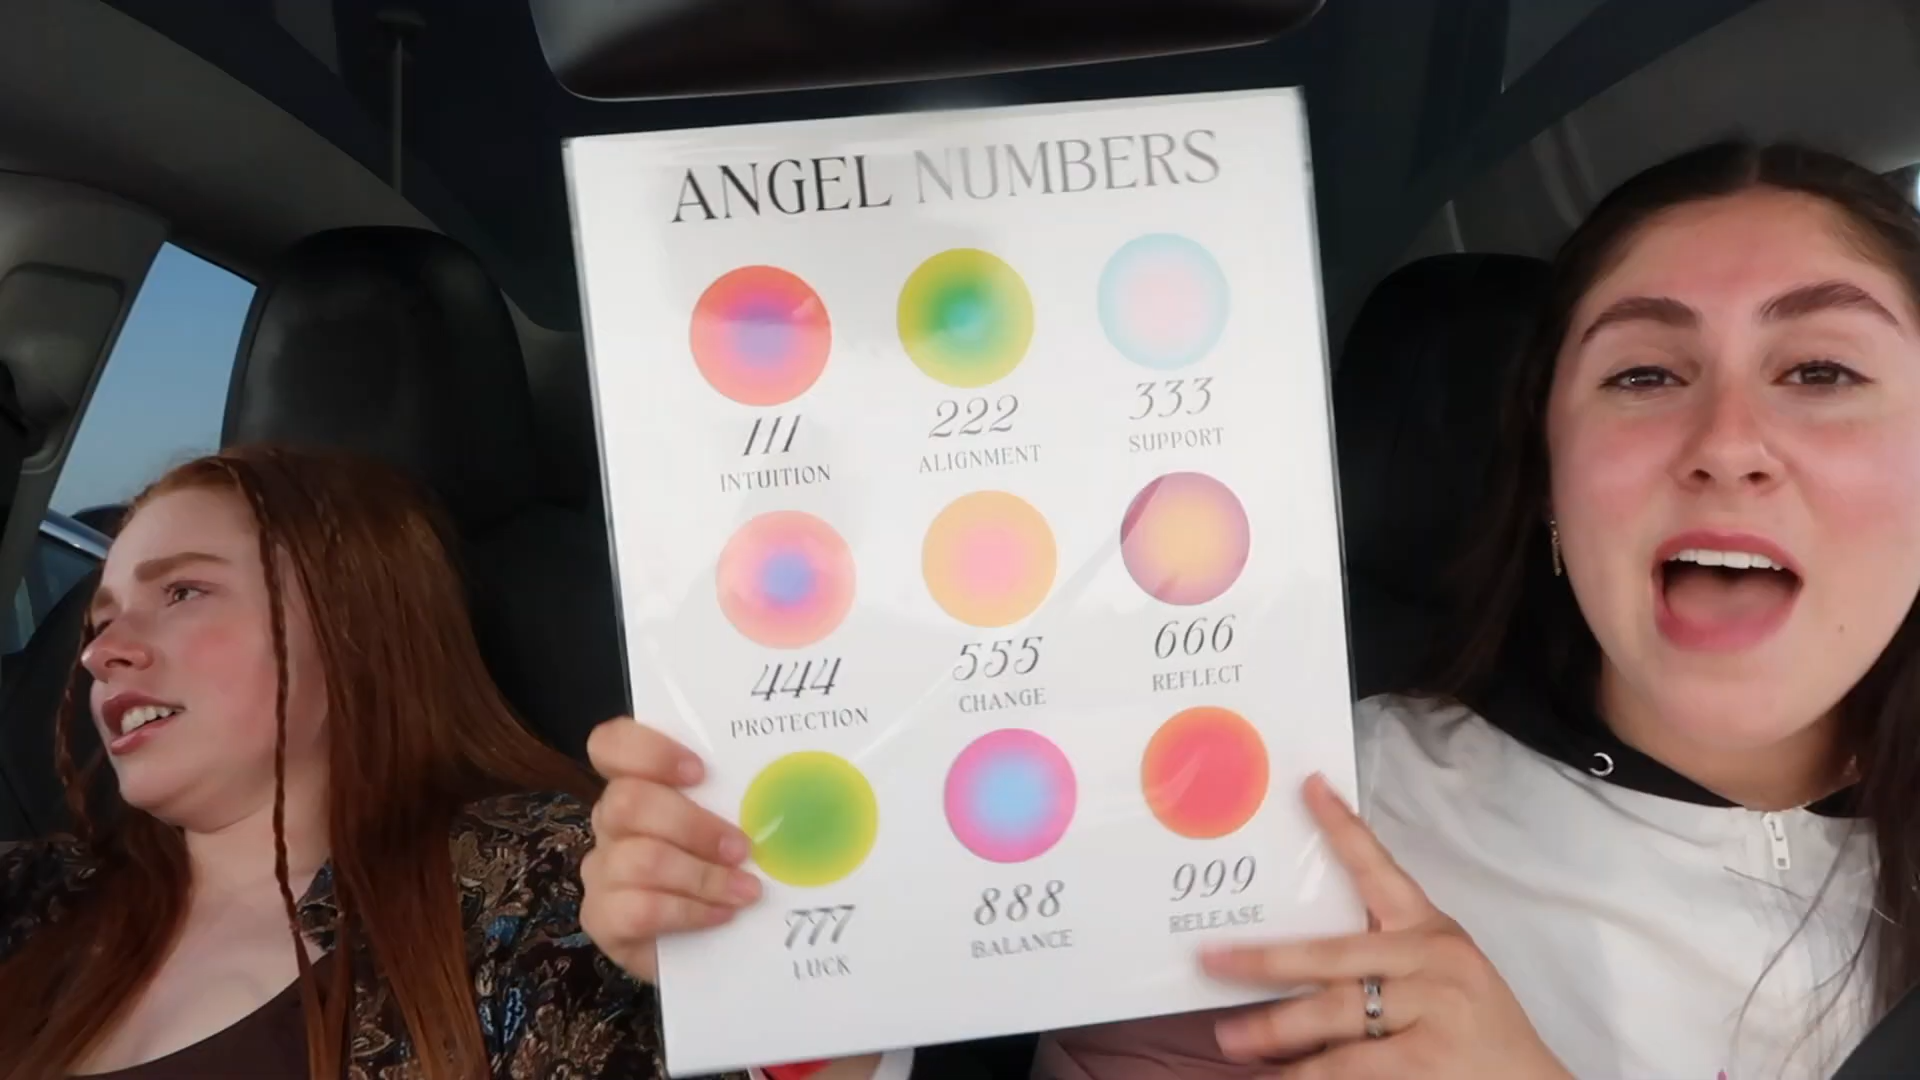 ANGEL NUMBERS
111 222 333
INTUITION ALIGNMENT SUPPORT
444 555 666
PROTECTION CHANGE REFLECT
777 888 999
LUCK BALANCE RELEASE